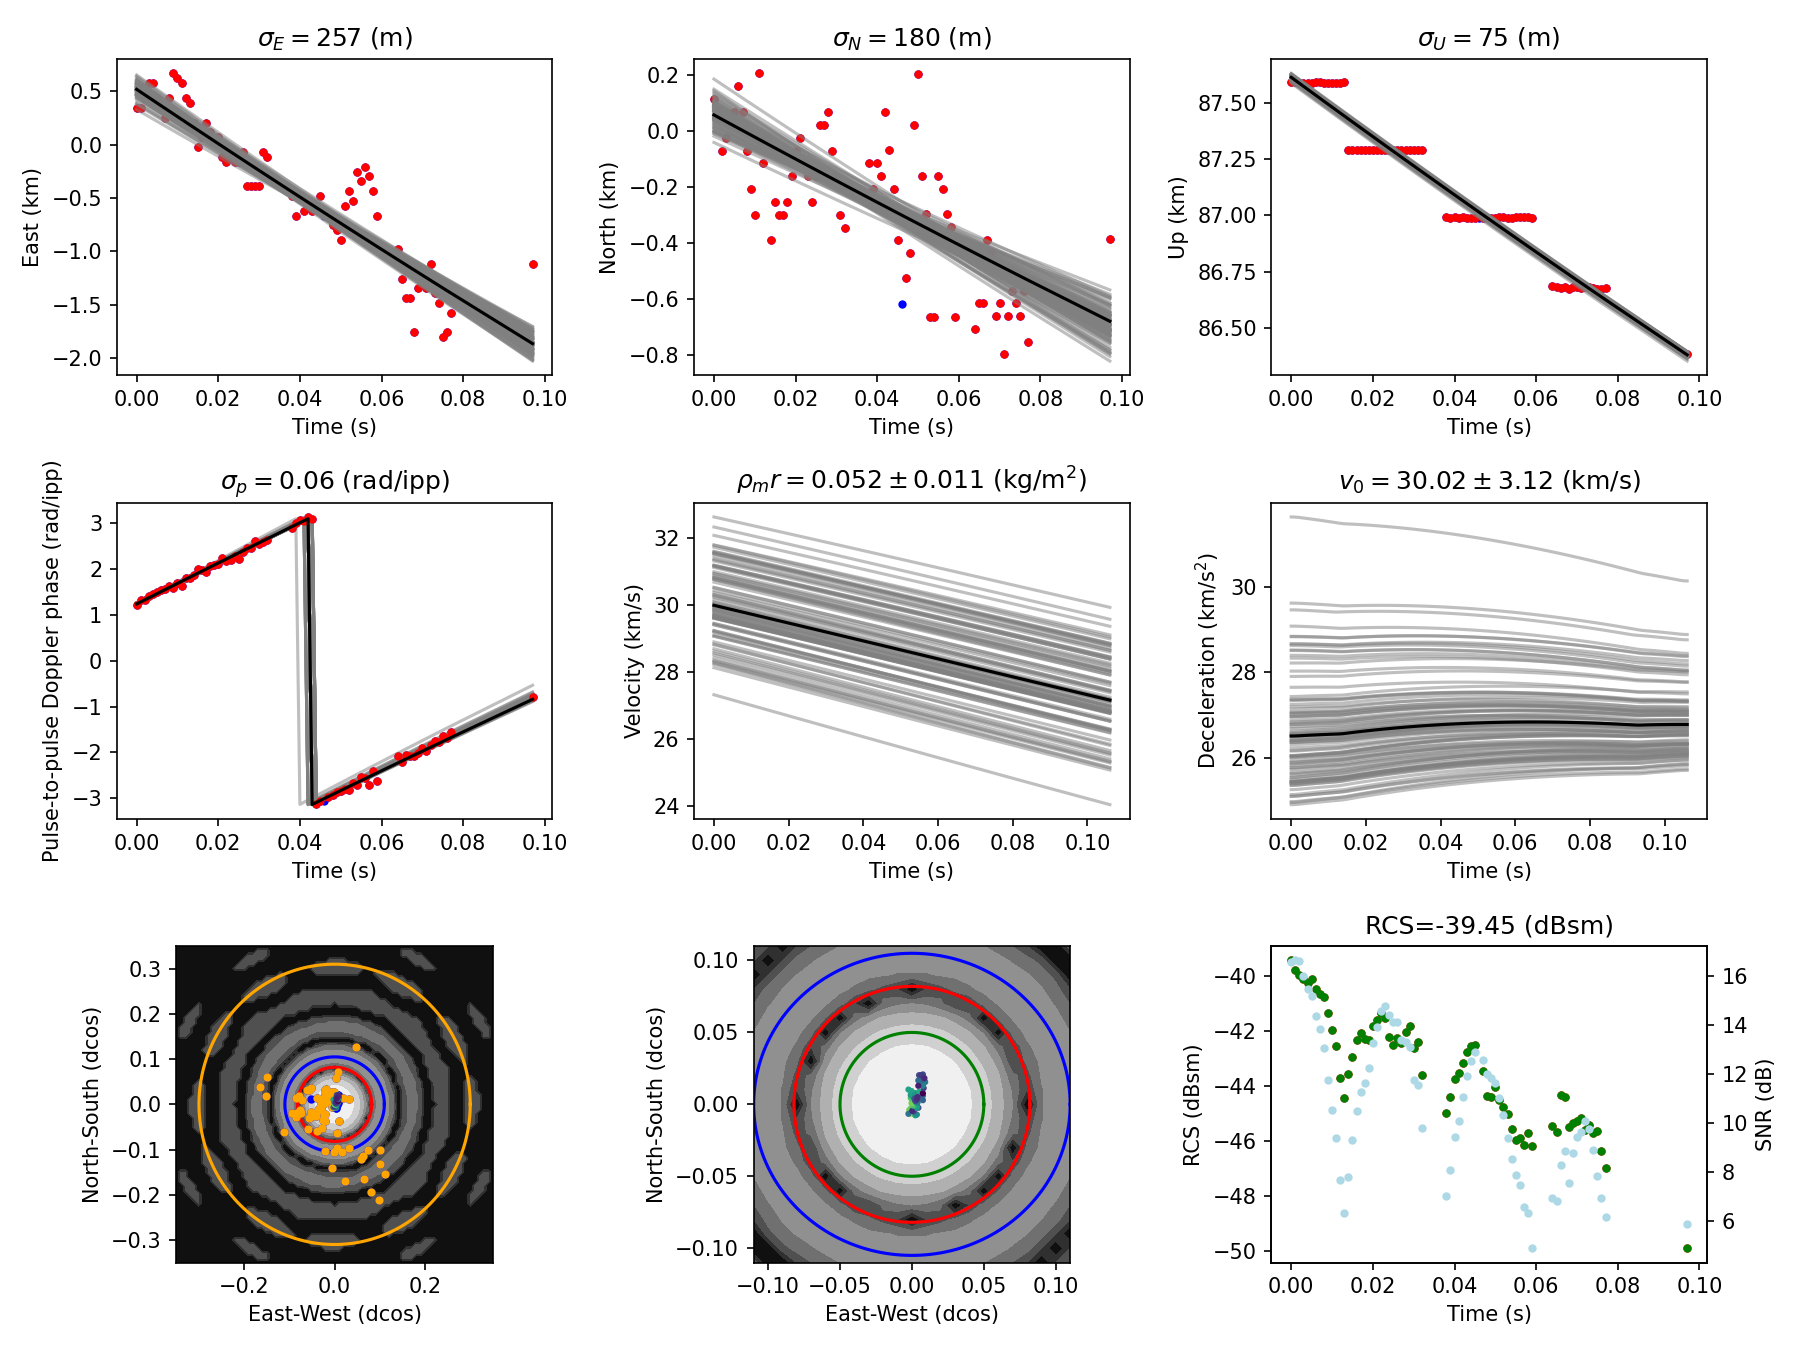 σ_E = 257 (m)
East (km)
0.5
0.0
−0.5
−1.0
−1.5
−2.0
0.00 0.02 0.04 0.06 0.08 0.10
Time (s)
σ_N = 180 (m)
North (km)
0.2
0.0
−0.2
−0.4
−0.6
−0.8
0.00 0.02 0.04 0.06 0.08 0.10
Time (s)
σ_U = 75 (m)
Up (km)
87.50
87.25
87.00
86.75
86.50
0.00 0.02 0.04 0.06 0.08 0.10
Time (s)
σ_p = 0.06 (rad/ipp)
Pulse-to-pulse Doppler phase (rad/ipp)
3
2
1
0
−1
−2
−3
0.00 0.02 0.04 0.06 0.08 0.10
Time (s)
ρ_m r = 0.052 ± 0.011 (kg/m²)
Velocity (km/s)
32
30
28
26
24
0.00 0.02 0.04 0.06 0.08 0.10
Time (s)
v_0 = 30.02 ± 3.12 (km/s)
Deceleration (km/s²)
30
28
26
0.00 0.02 0.04 0.06 0.08 0.10
Time (s)
North-South (dcos)
0.3
0.2
0.1
0.0
−0.1
−0.2
−0.3
−0.2 0.0 0.2
East-West (dcos)
North-South (dcos)
0.10
0.05
0.00
−0.05
−0.10
−0.10 −0.05 0.00 0.05 0.10
East-West (dcos)
RCS=-39.45 (dBsm)
RCS (dBsm)
−40
−42
−44
−46
−48
−50
16
14
12
10
8
6
SNR (dB)
0.00 0.02 0.04 0.06 0.08 0.10
Time (s)